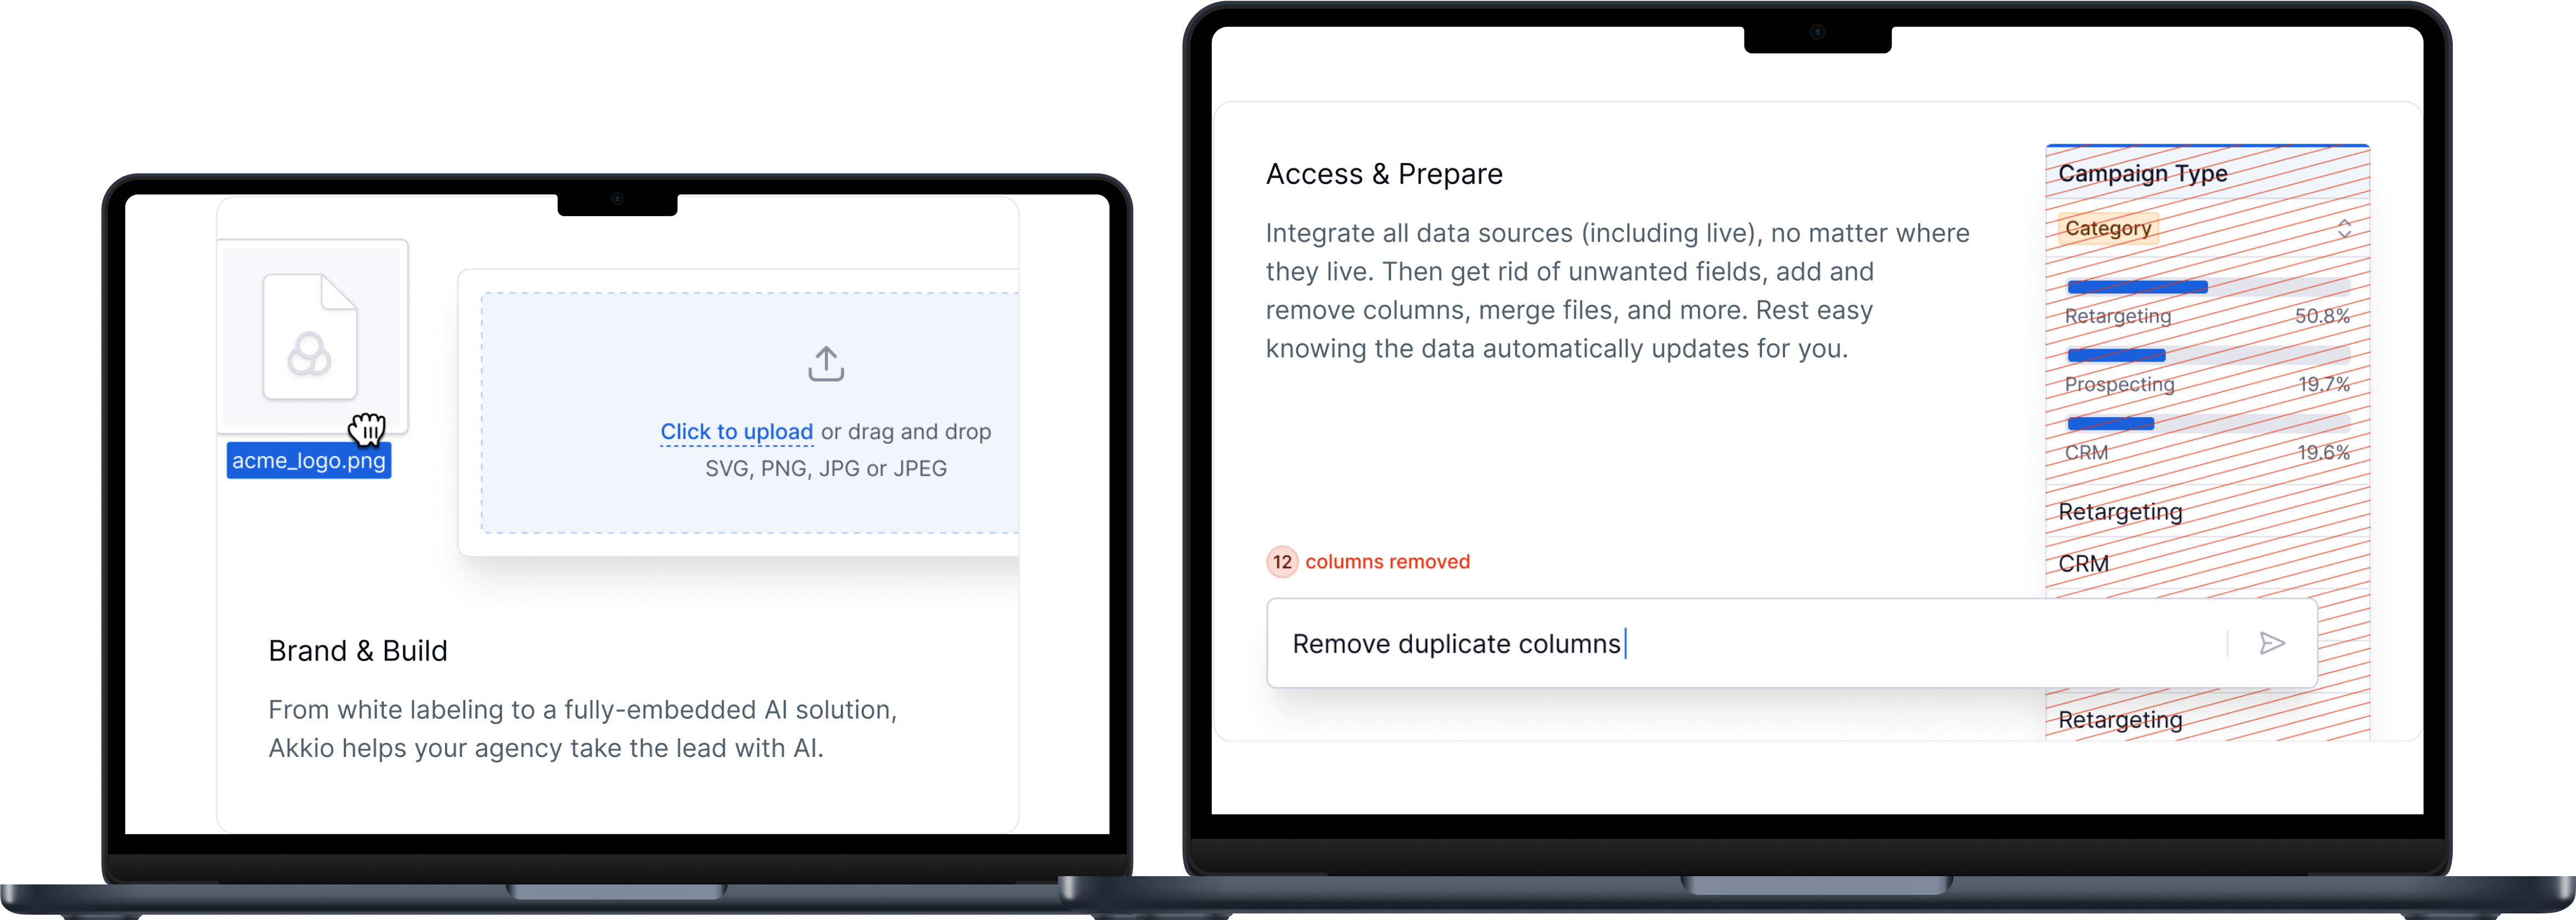 acme_logo.png
Click to upload or drag and drop
SVG, PNG, JPG or JPEG
Brand & Build
From white labeling to a fully-embedded AI solution,
Akkio helps your agency take the lead with AI.
Access & Prepare
Integrate all data sources (including live), no matter where
they live. Then get rid of unwanted fields, add and
remove columns, merge files, and more. Rest easy
knowing the data automatically updates for you.
12 columns removed
Remove duplicate columns
Campaign Type
Category
Retargeting 50.8%
Prospecting 19.7%
CRM 19.6%
Retargeting
CRM
Retargeting